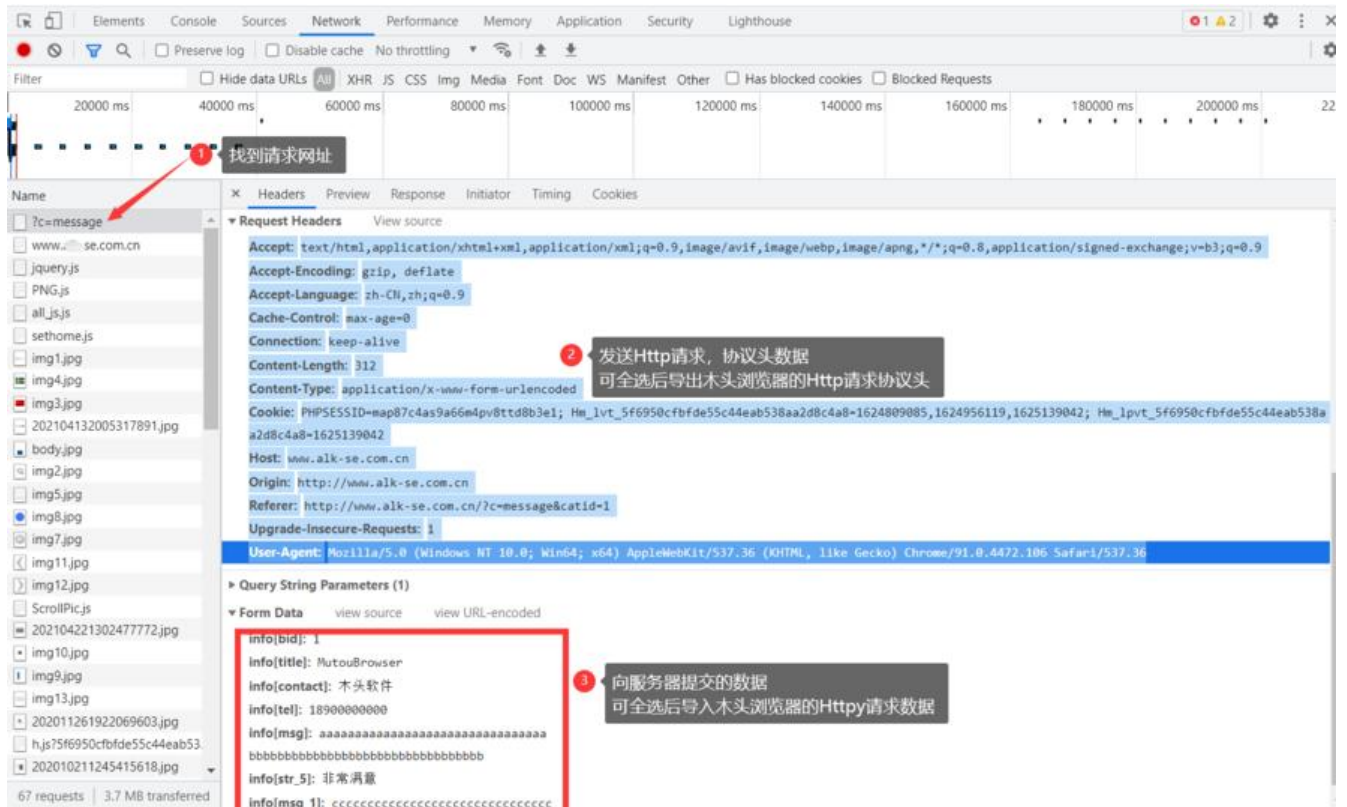 Elements Console Sources Network Performance Memory Application Security Lighthouse 1 2
Preserve log Disable cache No throttling
Filter Hide data URLs All XHR JS CSS Img Media Font Doc WS Manifest Other Has blocked cookies Blocked Requests
20000 ms 40000 ms 60000 ms 80000 ms 100000 ms 120000 ms 140000 ms 160000 ms 180000 ms 200000 ms 22
1 找到请求网址
Name
?c=message
www.. se.com.cn
jquery.js
PNG.js
all_js.js
sethome.js
img1.jpg
img4.jpg
img3.jpg
202104132005317891.jpg
body.jpg
img2.jpg
img5.jpg
img8.jpg
img7.jpg
img11.jpg
img12.jpg
ScrollPic.js
202104221302477772.jpg
img10.jpg
img9.jpg
img13.jpg
202011261922069603.jpg
h.js?5f6950cfbfde55c44eab53
202010211245415618.jpg
67 requests 3.7 MB transferred
Headers Preview Response Initiator Timing Cookies
Request Headers View source
Accept: text/html,application/xhtml+xml,application/xml;q=0.9,image/avif,image/webp,image/apng,*/*;q=0.8,application/signed-exchange;v=b3;q=0.9
Accept-Encoding: gzip, deflate
Accept-Language: zh-CN,zh;q=0.9
Cache-Control: max-age=0
Connection: keep-alive
Content-Length: 312
Content-Type: application/x-www-form-urlencoded
Cookie: PHPSESSID=map87c4as9a66m4pv8ttd8b3e1; Hm_lvt_5f6950cfbfde55c44eab538aa2d8c4a8=1624809085,1624956119,1625139042; Hm_lpvt_5f6950cfbfde55c44eab538a
a2d8c4a8=1625139042
Host: www.alk-se.com.cn
Origin: http://www.alk-se.com.cn
Referer: http://www.alk-se.com.cn/?c=message&catid=1
Upgrade-Insecure-Requests: 1
User-Agent: Mozilla/5.0 (Windows NT 10.0; Win64; x64) AppleWebKit/537.36 (KHTML, like Gecko) Chrome/91.0.4472.106 Safari/537.36
2 发送Http请求，协议头数据
可全选后导出木头浏览器的Http请求协议头
Query String Parameters (1)
Form Data view source view URL-encoded
info[bid]: 1
info[title]: MutouBrowser
info[contact]: 木头软件
info[tel]: 18900000000
info[msg]: aaaaaaaaaaaaaaaaaaaaaaaaaaaaaaaa
bbbbbbbbbbbbbbbbbbbbbbbbbbbbbbbbb
info[str_5]: 非常满意
info[msg_1]: ccccccccccccccccccccccccccccccc
3 向服务器提交的数据
可全选后导入木头浏览器的Httpy请求数据